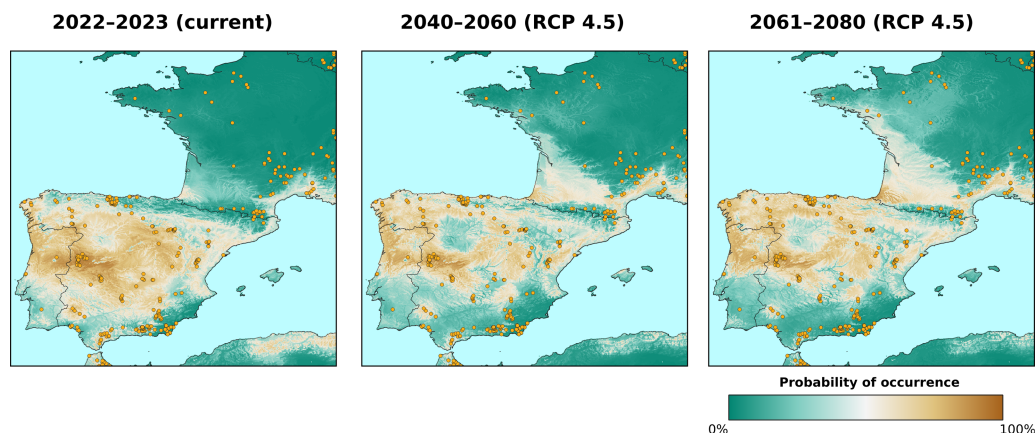 2022–2023 (current)
2040–2060 (RCP 4.5)
2061–2080 (RCP 4.5)
Probability of occurrence
0%
100%